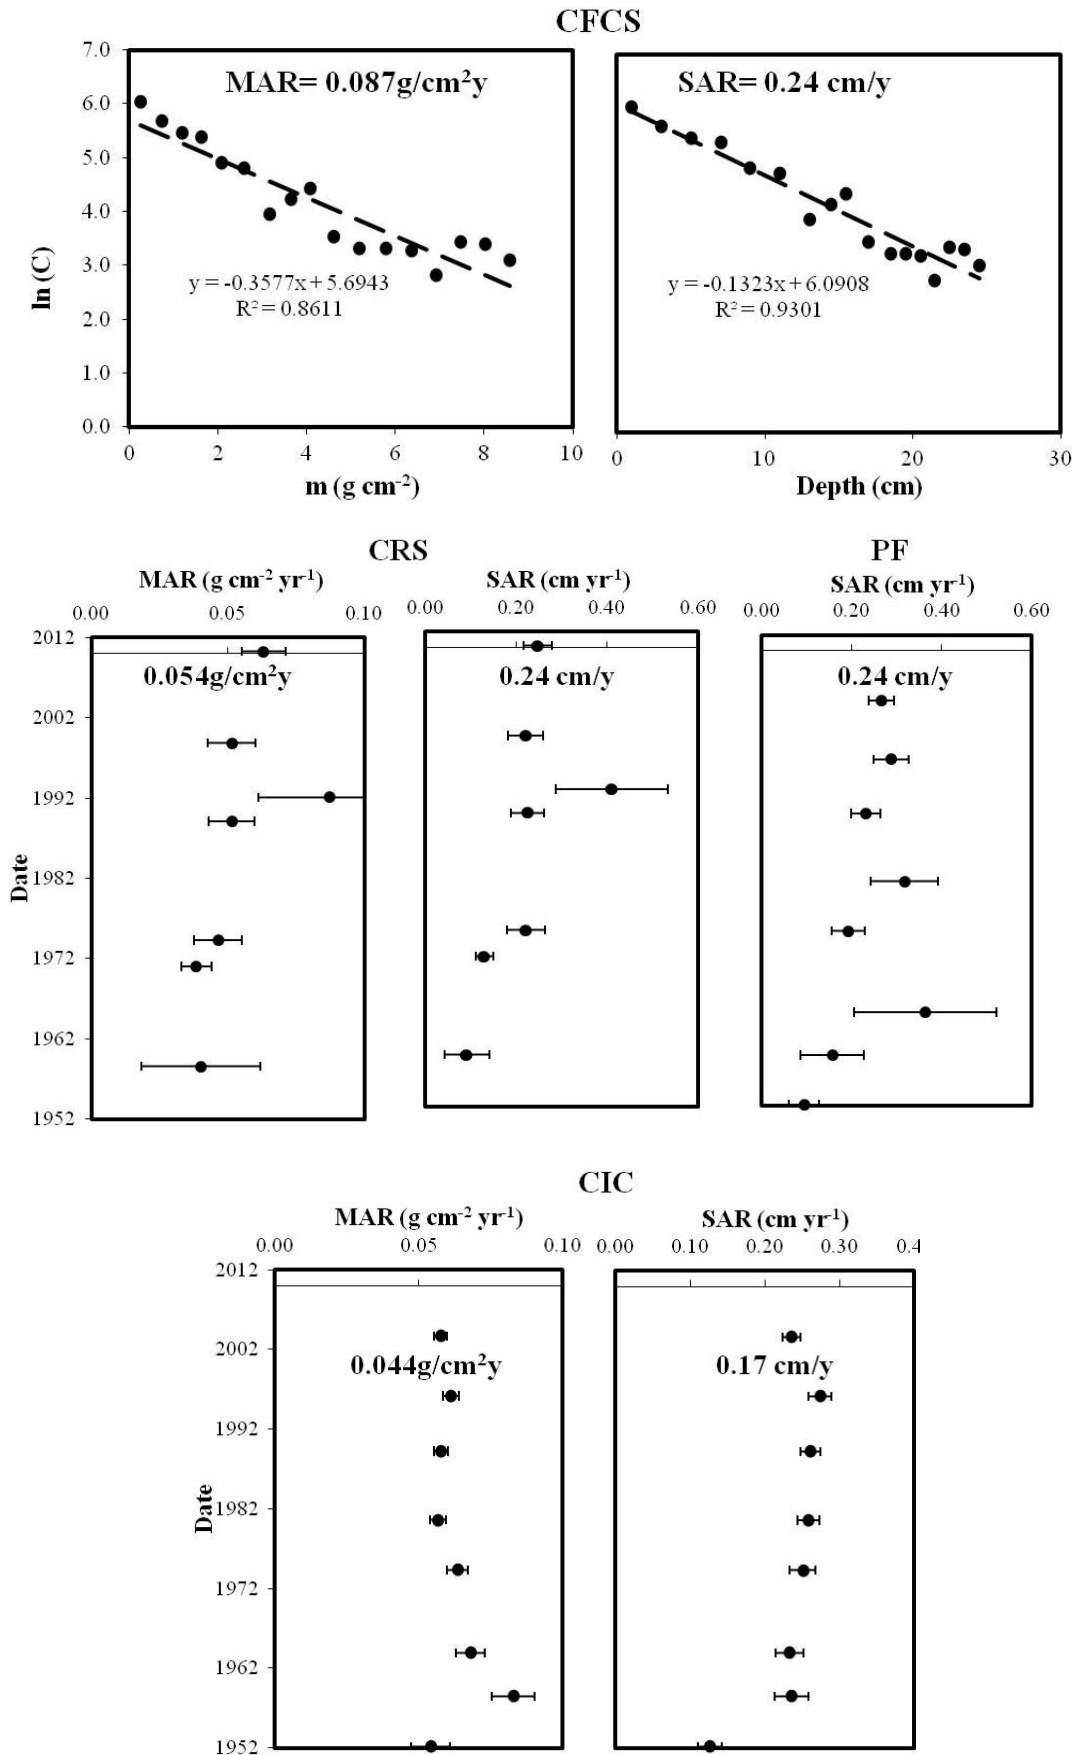 CFCS
MAR= 0.087g/cm²y
SAR= 0.24 cm/y
7.0
6.0
5.0
4.0
3.0
2.0
1.0
0.0
ln (C)
y = -0.3577x + 5.6943
R² = 0.8611
y = -0.1323x + 6.0908
R² = 0.9301
0 2 4 6 8 10
m (g cm⁻²)
0 10 20 30
Depth (cm)
CRS
PF
MAR (g cm⁻² yr⁻¹)
SAR (cm yr⁻¹)
SAR (cm yr⁻¹)
0.00 0.05 0.10
0.00 0.20 0.40 0.60
0.00 0.20 0.40 0.60
0.054g/cm²y
0.24 cm/y
0.24 cm/y
2012
2002
1992
1982
1972
1962
1952
Date
CIC
MAR (g cm⁻² yr⁻¹)
SAR (cm yr⁻¹)
0.00 0.05 0.10
0.00 0.10 0.20 0.30 0.4
0.044g/cm²y
0.17 cm/y
2012
2002
1992
1982
1972
1962
1952
Date